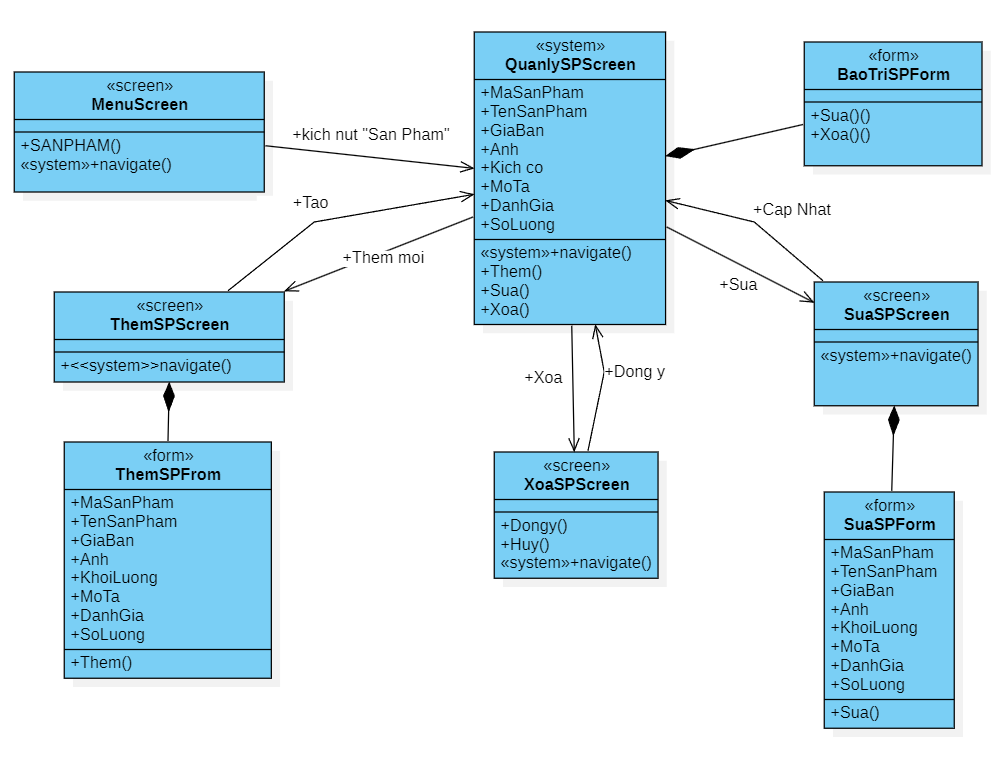 «screen»
MenuScreen
+SANPHAM()
«system»+navigate()
+kich nut "San Pham"
«system»
QuanlySPScreen
+MaSanPham
+TenSanPham
+GiaBan
+Anh
+Kich co
+MoTa
+DanhGia
+SoLuong
«system»+navigate()
+Them()
+Sua()
+Xoa()
«form»
BaoTriSPForm
+Sua()()
+Xoa()()
+Tao
+Them moi
+Cap Nhat
+Sua
«screen»
ThemSPScreen
+<<system>>navigate()
«screen»
SuaSPScreen
«system»+navigate()
+Xoa
+Dong y
«form»
ThemSPFrom
+MaSanPham
+TenSanPham
+GiaBan
+Anh
+KhoiLuong
+MoTa
+DanhGia
+SoLuong
+Them()
«screen»
XoaSPScreen
+Dongy()
+Huy()
«system»+navigate()
«form»
SuaSPForm
+MaSanPham
+TenSanPham
+GiaBan
+Anh
+KhoiLuong
+MoTa
+DanhGia
+SoLuong
+Sua()